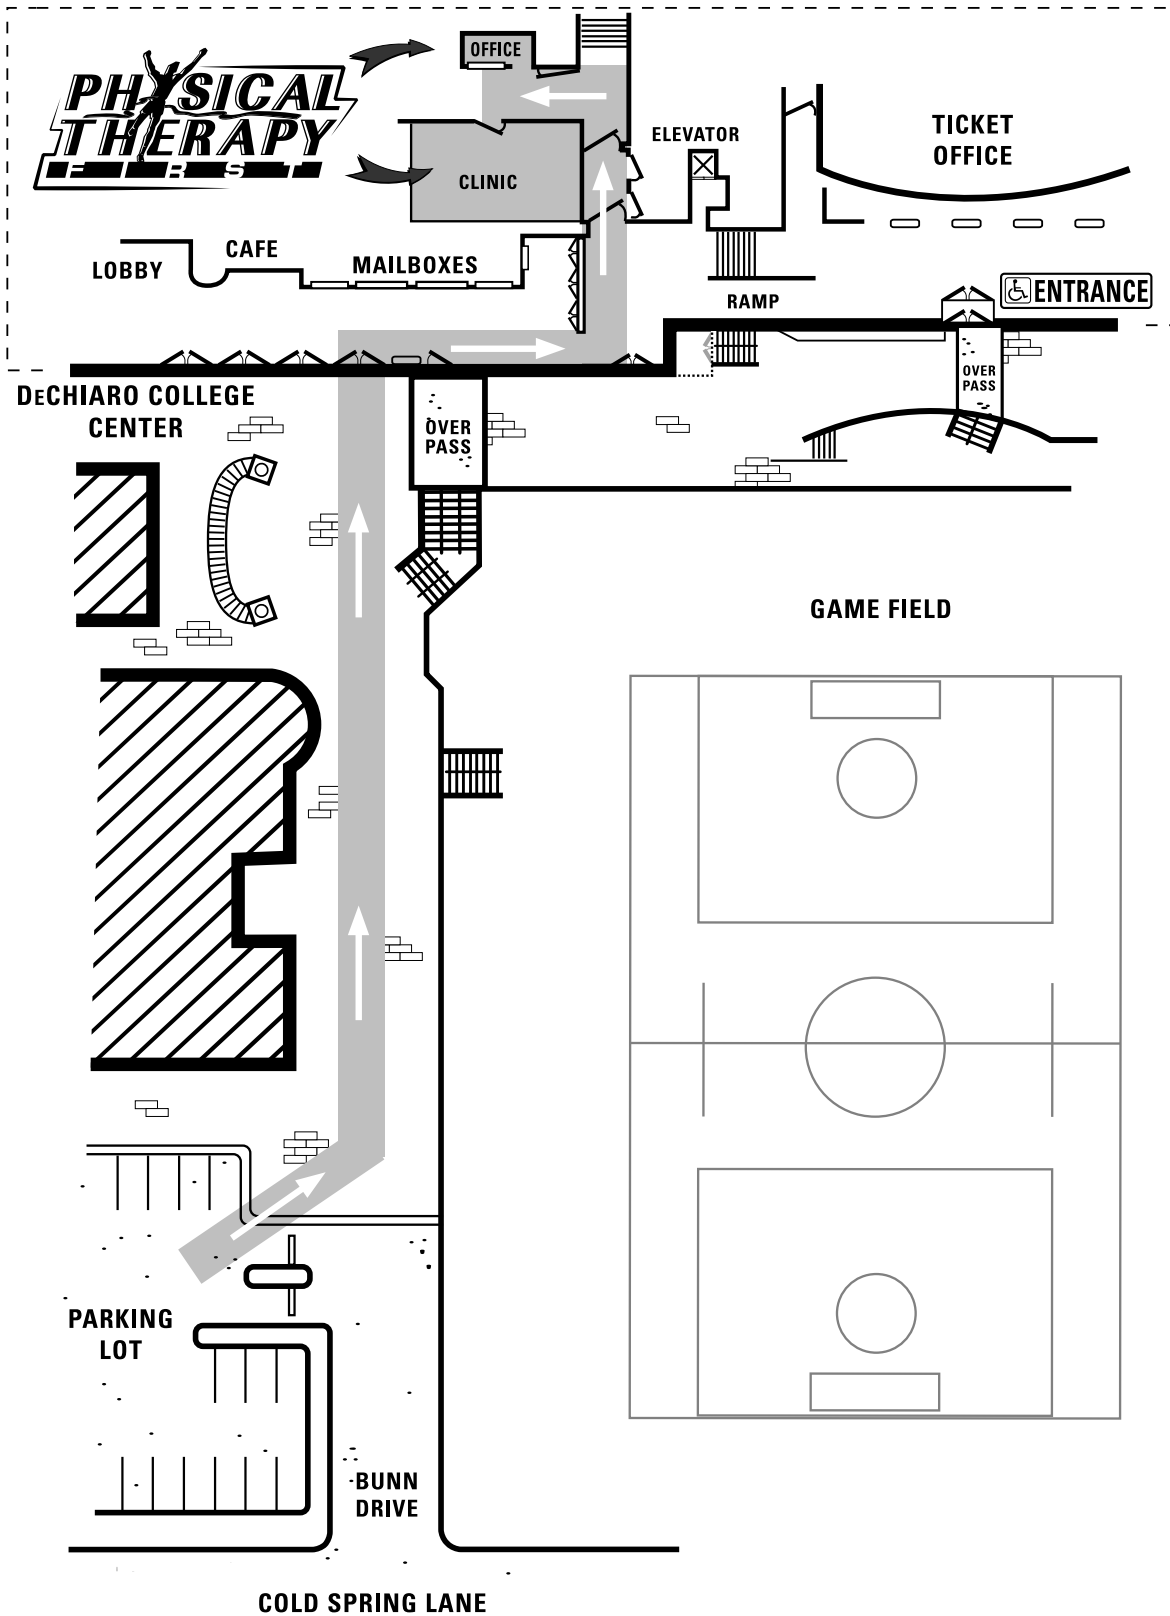 OFFICE
PHYSICAL
THERAPY
FIRST
CLINIC
ELEVATOR
TICKET
OFFICE
LOBBY
CAFE
MAILBOXES
RAMP
ENTRANCE
DECHIARO COLLEGE
CENTER
OVER
PASS
OVER
PASS
GAME FIELD
PARKING
LOT
BUNN
DRIVE
COLD SPRING LANE